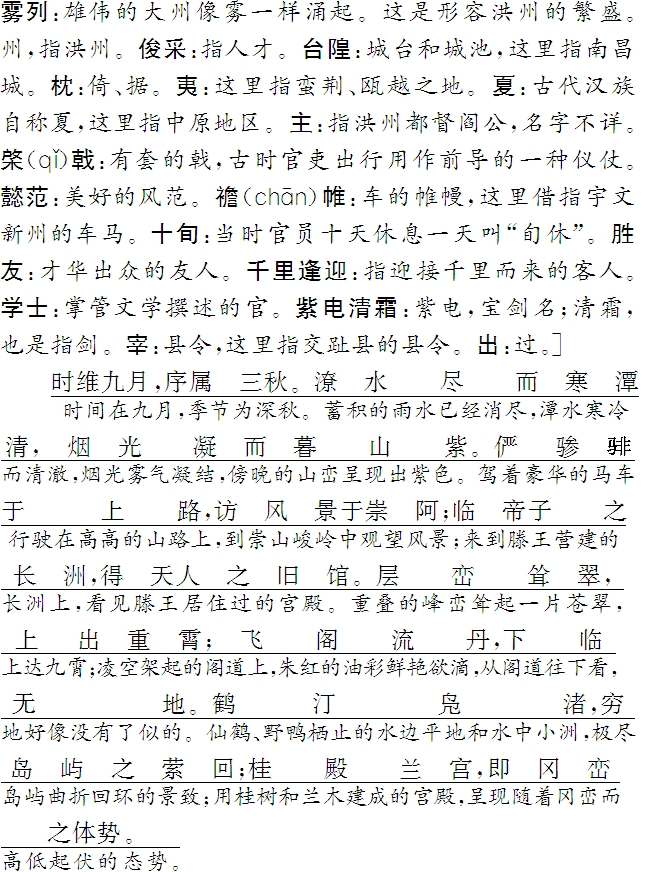 雾列:雄伟的大州像雾一样涌起。这是形容洪州的繁盛。
州,指洪州。俊采:指人才。台隍:城台和城池,这里指南昌
城。枕:倚、据。夷:这里指蛮荆、瓯越之地。夏:古代汉族
自称夏,这里指中原地区。主:指洪州都督阎公,名字不详。
棨(qǐ)戟:有套的戟,古时官吏出行用作前导的一种仪仗。
懿范:美好的风范。襜(chān)帷:车的帷幔,这里借指宇文
新州的车马。十旬:当时官员十天休息一天叫“旬休”。胜
友:才华出众的友人。千里逢迎:指迎接千里而来的客人。
学士:掌管文学撰述的官。紫电清霜:紫电,宝剑名;清霜,
也是指剑。宰:县令,这里指交趾县的县令。出:过。]
时维九月,序属三秋。潦水尽而寒潭
时间在九月,季节为深秋。蓄积的雨水已经消尽,潭水寒冷
清,烟光凝而暮山紫。俨骖騑
而清澈,烟光雾气凝结,傍晚的山峦呈现出紫色。驾着豪华的马车
于上路,访风景于崇阿;临帝子之
行驶在高高的山路上,到崇山峻岭中观望风景;来到滕王营建的
长洲,得天人之旧馆。层峦耸翠,
长洲上,看见滕王居住过的宫殿。重叠的峰峦耸起一片苍翠,
上出重霄;飞阁流丹,下临
上达九霄;凌空架起的阁道上,朱红的油彩鲜艳欲滴,从阁道往下看,
无地。鹤汀凫渚,穷
地好像没有了似的。仙鹤、野鸭栖止的水边平地和水中小洲,极尽
岛屿之萦回;桂殿兰宫,即冈峦
岛屿曲折回环的景致;用桂树和兰木建成的宫殿,呈现随着冈峦而
之体势。
高低起伏的态势。